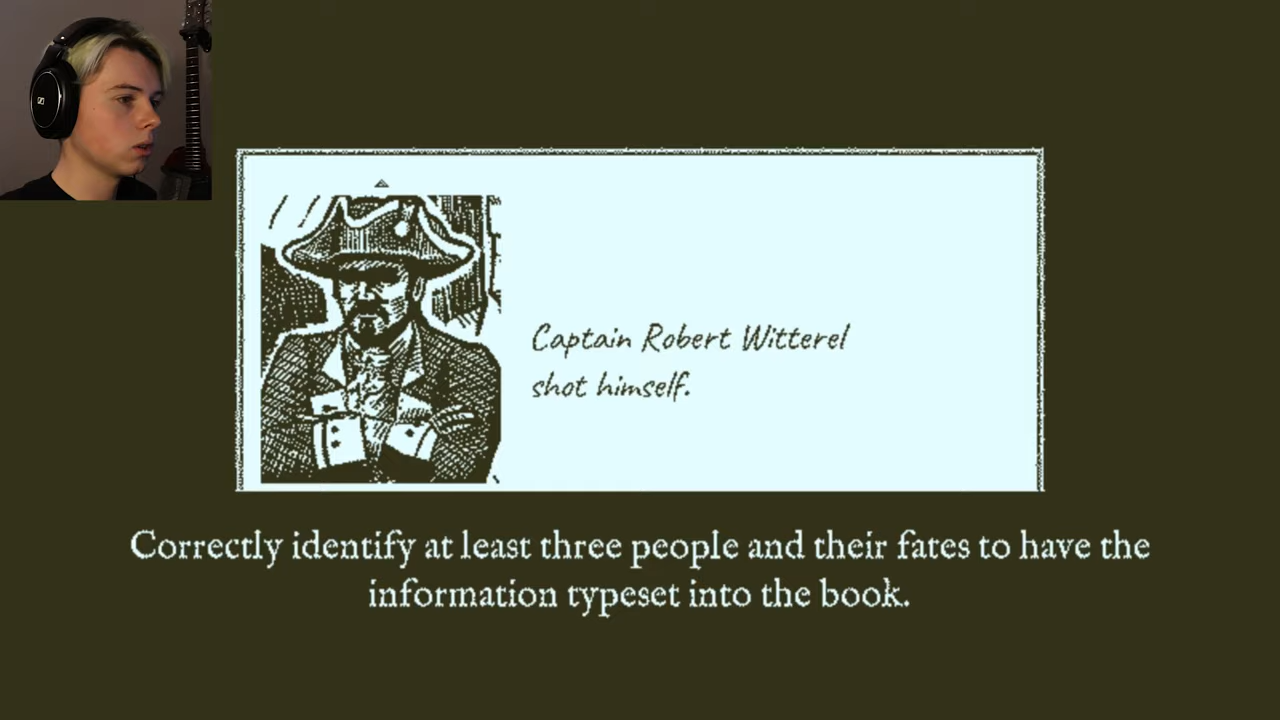 Captain Robert Witterel
shot himself.
Correctly identify at least three people and their fates to have the
information typeset into the book.